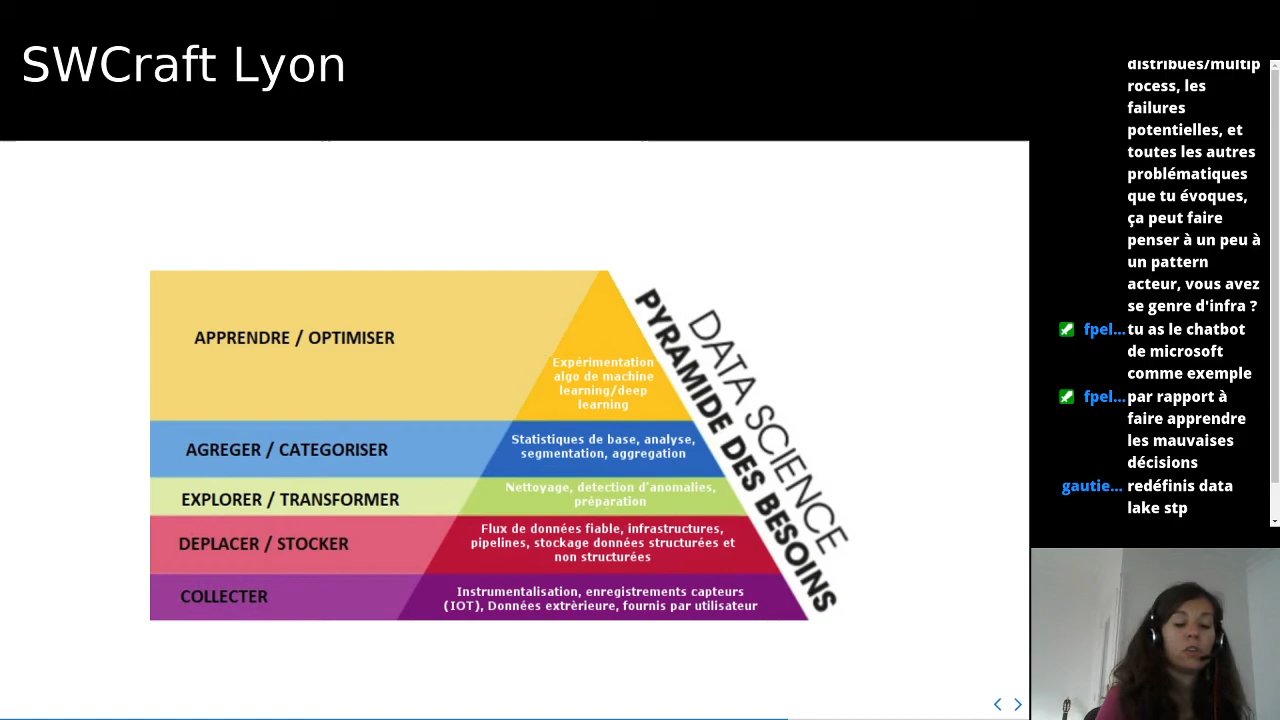 SWCraft Lyon
APPRENDRE / OPTIMISER
Expérimentation
algo de machine
learning/deep
learning
AGREGER / CATEGORISER
Statistiques de base, analyse,
segmentation, aggregation
EXPLORER / TRANSFORMER
Nettoyage, detection d'anomalies,
préparation
DEPLACER / STOCKER
Flux de données fiable, infrastructures,
pipelines, stockage données structurées et
non structurées
COLLECTER
Instrumentalisation, enregistrements capteurs
(IOT), Données extrèrieure, fournis par utilisateur
DATA SCIENCE
PYRAMIDE DES BESOINS
distribués/multip
rocess, les
failures
potentielles, et
toutes les autres
problématiques
que tu évoques,
ça peut faire
penser à un peu à
un pattern
acteur, vous avez
se genre d'infra ?
fpel... tu as le chatbot
de microsoft
comme exemple
fpel... par rapport à
faire apprendre
les mauvaises
décisions
gautie... redéfinis data
lake stp